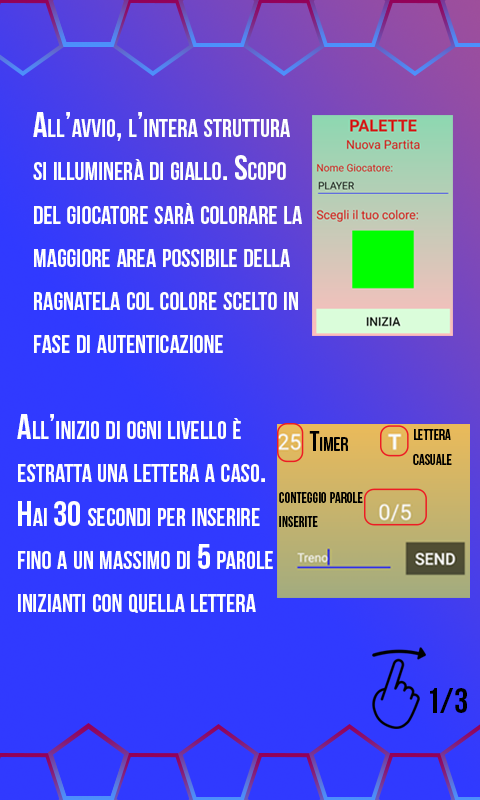 All'avvio, l'intera struttura
si illuminerà di giallo. Scopo
del giocatore sarà colorare la
maggiore area possibile della
ragnatela col colore scelto in
fase di autenticazione
PALETTE
Nuova Partita
Nome Giocatore:
PLAYER
Scegli il tuo colore:
INIZIA
All'inizio di ogni livello è
estratta una lettera a caso.
Hai 30 secondi per inserire
fino a un massimo di 5 parole
inizianti con quella lettera
25 Timer
T lettera
casuale
conteggio parole
inserite
0/5
Treno
SEND
1/3